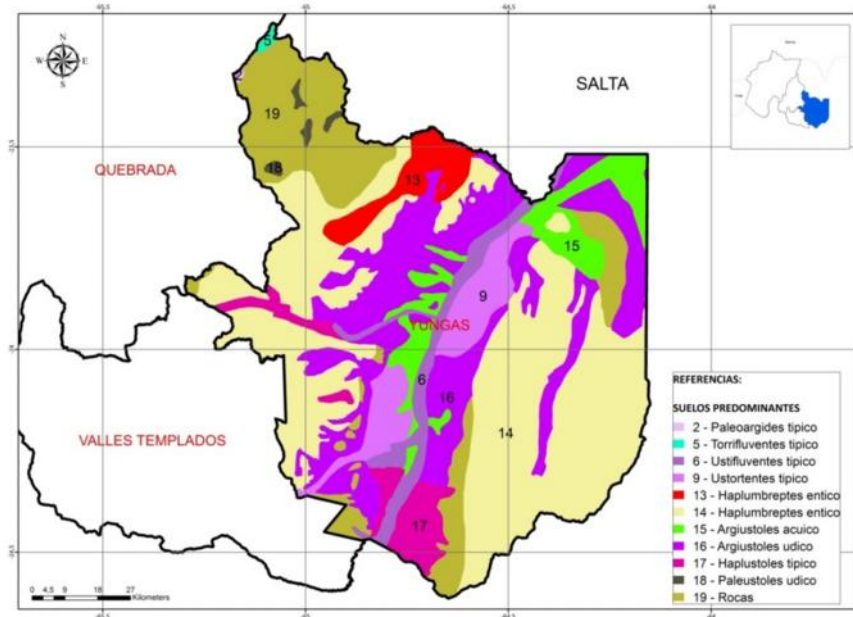 N
W E
S
SALTA
QUEBRADA
VALLES TEMPLADOS
YUNGAS
5
2
19
18
13
15
9
6
16
14
17
REFERENCIAS:
SUELOS PREDOMINANTES
2 - Paleoargides tipico
5 - Torrifluventes tipico
6 - Ustifluventes tipico
9 - Ustortentes tipico
13 - Haplumbreptes entico
14 - Haplumbreptes entico
15 - Argiustoles acuico
16 - Argiustoles udico
17 - Haplustoles tipico
18 - Paleustoles udico
19 - Rocas
0 4,5 9 18 27
Kilometers